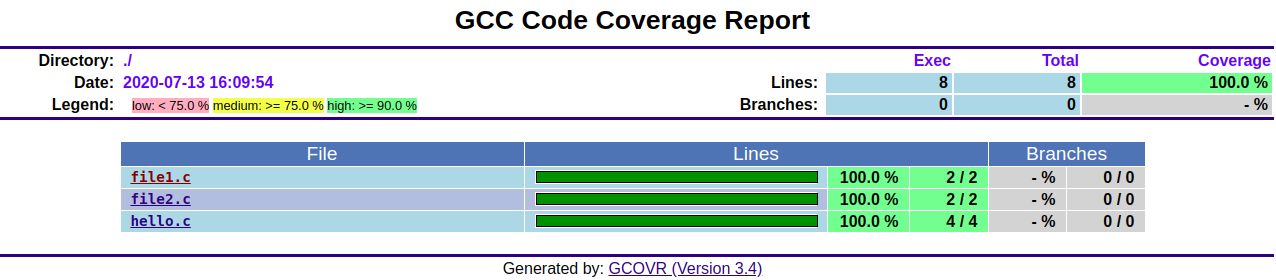 GCC Code Coverage Report
Directory: ./ Exec Total Coverage
Date: 2020-07-13 16:09:54 Lines: 8 8 100.0 %
Legend: low: < 75.0 % medium: >= 75.0 % high: >= 90.0 % Branches: 0 0 - %
File Lines Branches
file1.c 100.0 % 2 / 2 - % 0 / 0
file2.c 100.0 % 2 / 2 - % 0 / 0
hello.c 100.0 % 4 / 4 - % 0 / 0
Generated by: GCOVR (Version 3.4)